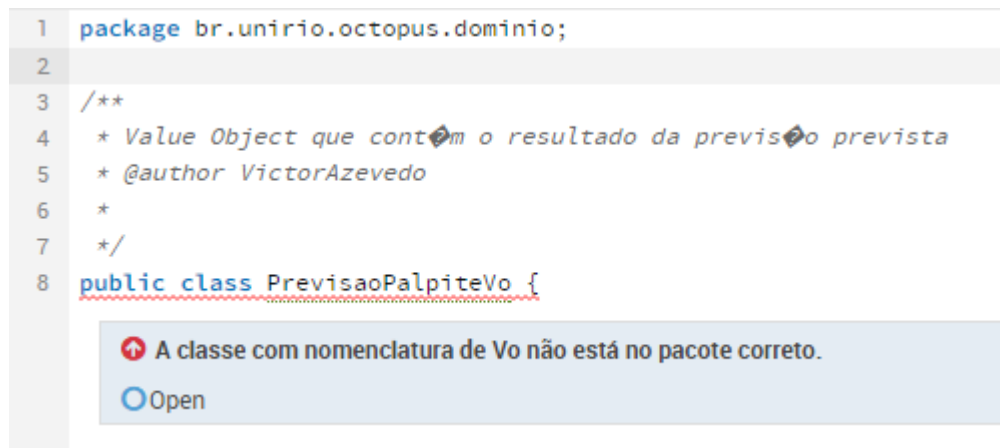 1 package br.unirio.octopus.dominio;
2
3 /**
4 * Value Object que cont�m o resultado da previs�o prevista
5 * @author VictorAzevedo
6 *
7 */
8 public class PrevisaoPalpiteVo {
A classe com nomenclatura de Vo não está no pacote correto.
Open